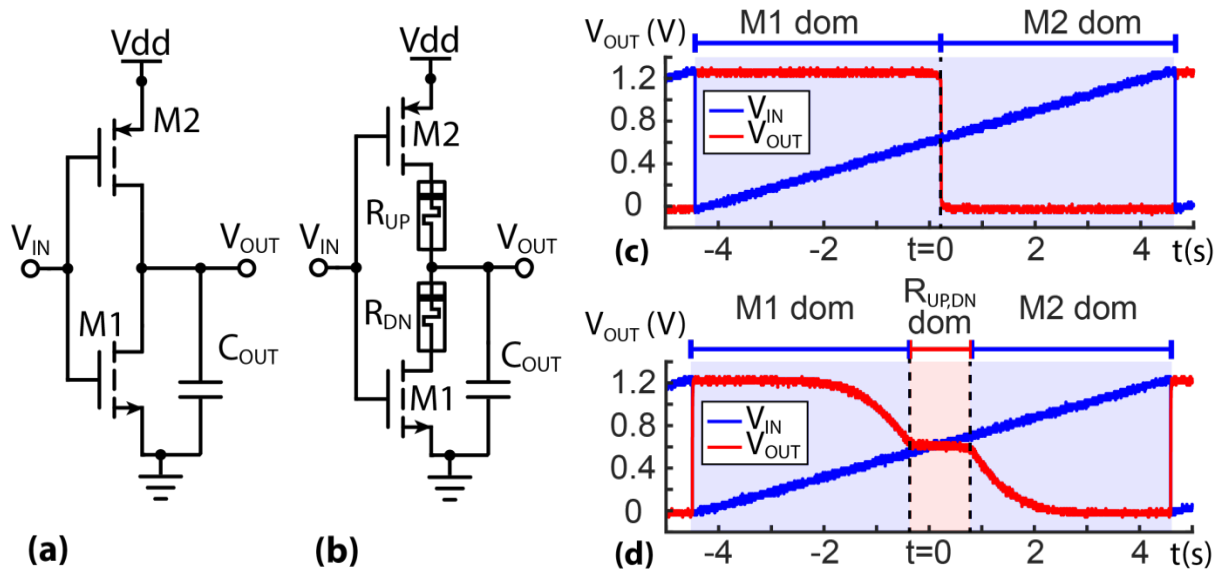 Vdd
M2
V_IN
V_OUT
M1
C_OUT
(a)
Vdd
M2
R_UP
V_IN
V_OUT
R_DN
M1
C_OUT
(b)
M1 dom
M2 dom
V_OUT (V)
1.2
0.8
0.4
0
V_IN
V_OUT
-4
-2
t=0
2
4
t(s)
(c)
M1 dom
R_UP,DN
dom
M2 dom
V_OUT (V)
1.2
0.8
0.4
0
V_IN
V_OUT
-4
-2
t=0
2
4
t(s)
(d)